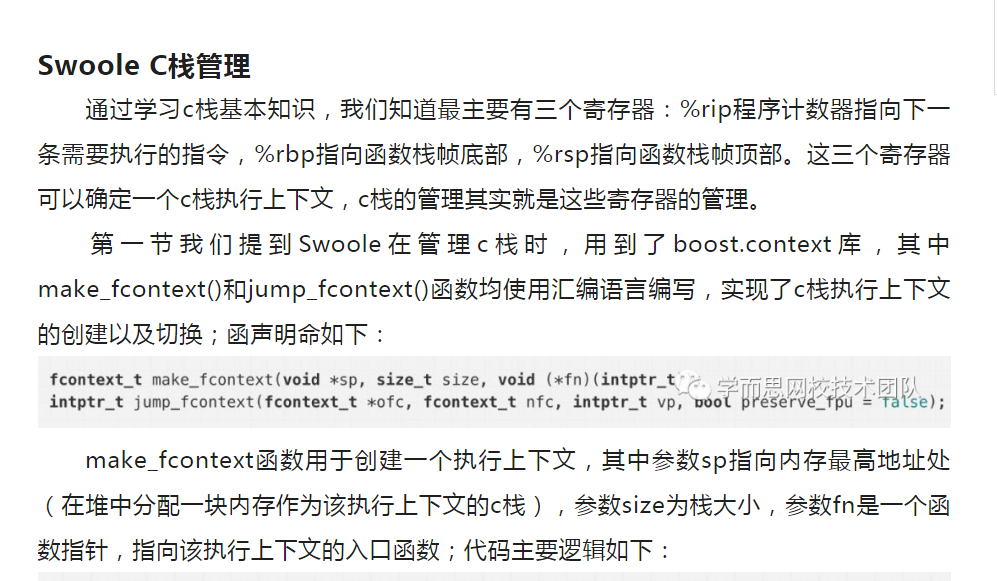 Swoole C栈管理
通过学习c栈基本知识，我们知道最主要有三个寄存器：%rip程序计数器指向下一
条需要执行的指令，%rbp指向函数栈帧底部，%rsp指向函数栈帧顶部。这三个寄存器
可以确定一个c栈执行上下文，c栈的管理其实就是这些寄存器的管理。
第一节我们提到Swoole在管理c栈时，用到了boost.context库，其中
make_fcontext()和jump_fcontext()函数均使用汇编语言编写，实现了c栈执行上下文
的创建以及切换；函声明命如下：
fcontext_t make_fcontext(void *sp, size_t size, void (*fn)(intptr_t
学而思网校技术团队
intptr_t jump_fcontext(fcontext_t *ofc, fcontext_t nfc, intptr_t vp, bool preserve_fpu = false);
make_fcontext函数用于创建一个执行上下文，其中参数sp指向内存最高地址处
（在堆中分配一块内存作为该执行上下文的c栈），参数size为栈大小，参数fn是一个函
数指针，指向该执行上下文的入口函数；代码主要逻辑如下：